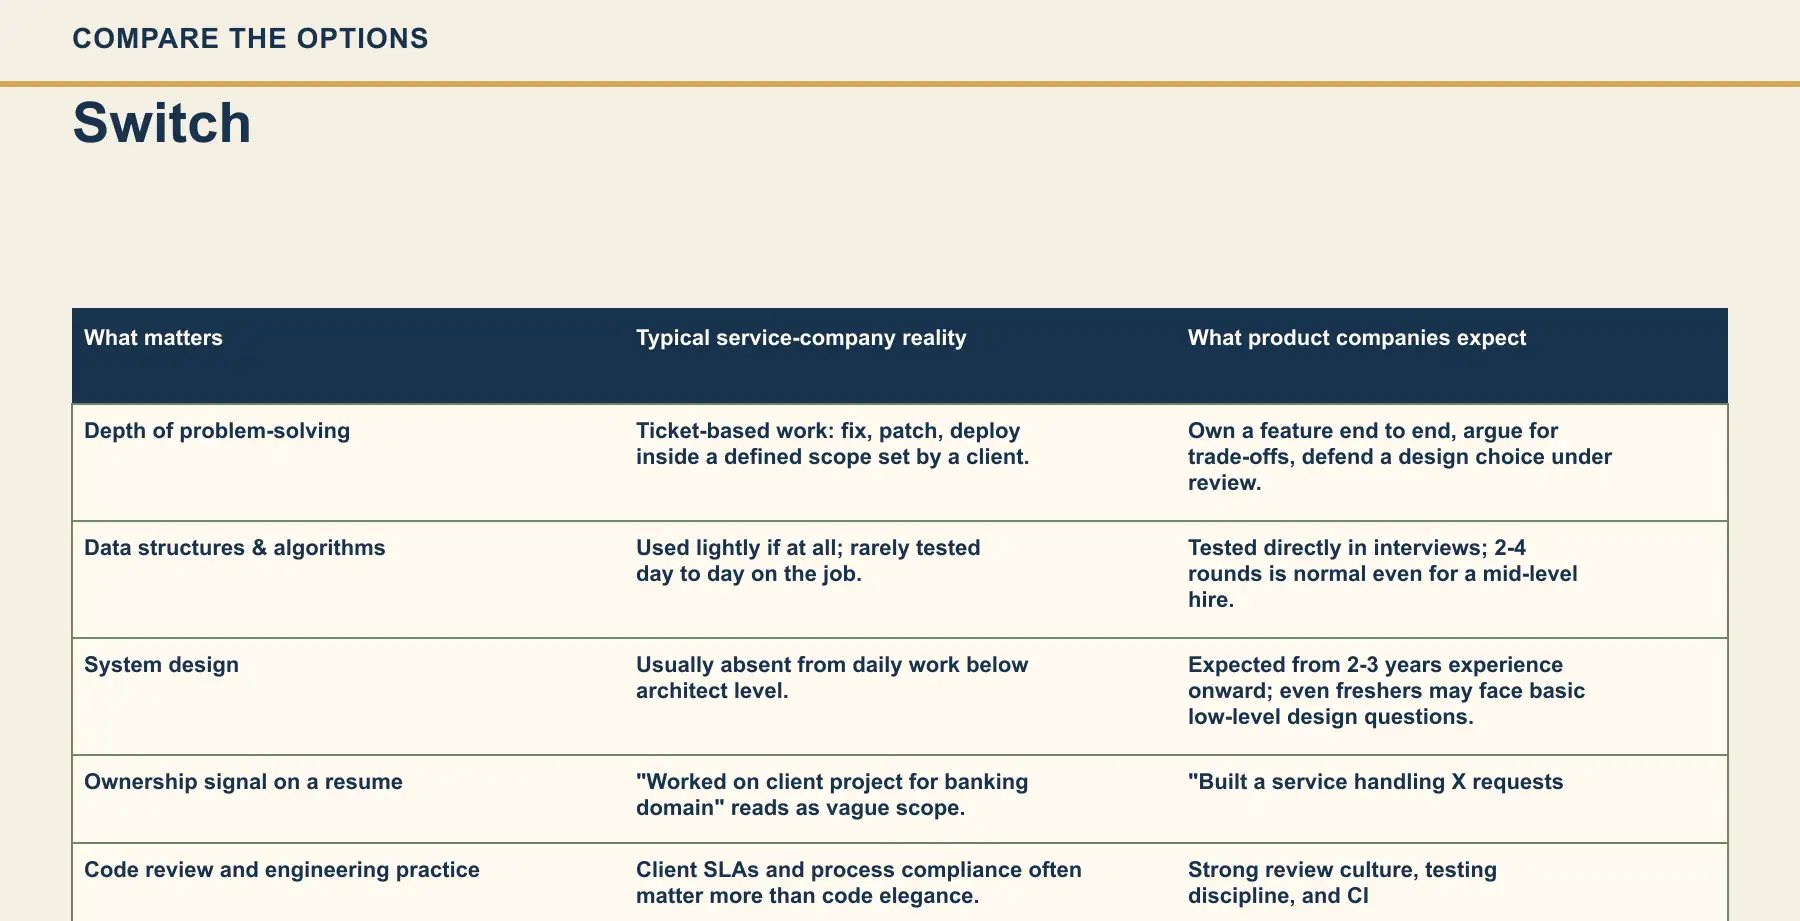 COMPARE THE OPTIONS
Switch
What matters
Typical service-company reality
What product companies expect
Depth of problem-solving
Ticket-based work: fix, patch, deploy
inside a defined scope set by a client.
Own a feature end to end, argue for
trade-offs, defend a design choice under
review.
Data structures & algorithms
Used lightly if at all; rarely tested
day to day on the job.
Tested directly in interviews; 2-4
rounds is normal even for a mid-level
hire.
System design
Usually absent from daily work below
architect level.
Expected from 2-3 years experience
onward; even freshers may face basic
low-level design questions.
Ownership signal on a resume
"Worked on client project for banking
domain" reads as vague scope.
"Built a service handling X requests
Code review and engineering practice
Client SLAs and process compliance often
matter more than code elegance.
Strong review culture, testing
discipline, and CI